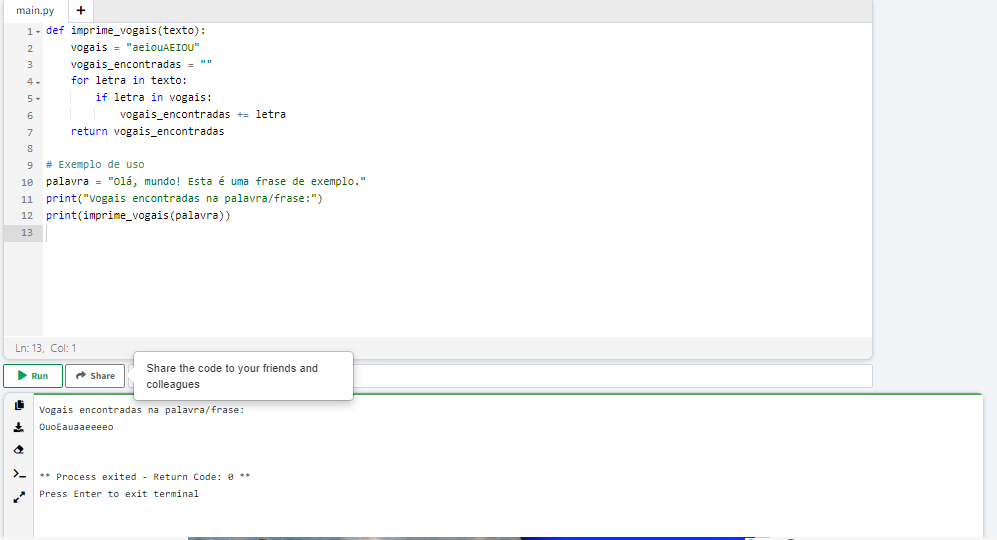 main.py +
1 def imprime_vogais(texto):
2 vogais = "aeiouAEIOU"
3 vogais_encontradas = ""
4 for letra in texto:
5 if letra in vogais:
6 vogais_encontradas += letra
7 return vogais_encontradas
8
9 # Exemplo de uso
10 palavra = "Olá, mundo! Esta é uma frase de exemplo."
11 print("Vogais encontradas na palavra/frase:")
12 print(imprime_vogais(palavra))
13
Ln: 13, Col: 1
Run Share
Share the code to your friends and
colleagues
Vogais encontradas na palavra/frase:
OuoEauaaeeeeo
** Process exited - Return Code: 0 **
Press Enter to exit terminal